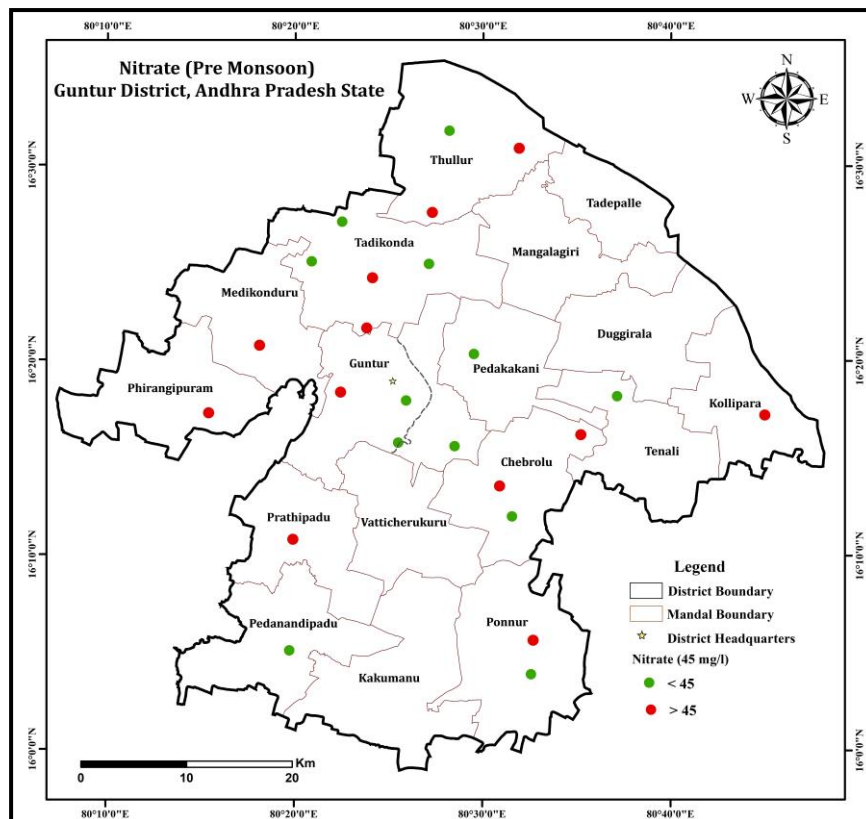 80°10'0"E 80°20'0"E 80°30'0"E 80°40'0"E
Nitrate (Pre Monsoon)
Guntur District, Andhra Pradesh State
N
W E
S
16°30'0"N 16°30'0"N
Thullur
Tadepalle
Tadikonda
Mangalagiri
Medikonduru
Duggirala
16°20'0"N 16°20'0"N
Guntur
Pedakakani
Phirangipuram
Kollipara
Tenali
Chebrolu
Prathipadu
Vatticherukuru
16°10'0"N 16°10'0"N
Legend
District Boundary
Mandal Boundary
District Headquarters
Nitrate (45 mg/l)
< 45
> 45
Pedanandipadu
Ponnur
Kakumanu
16°0'0"N 16°0'0"N
Km
0 10 20
80°10'0"E 80°20'0"E 80°30'0"E 80°40'0"E